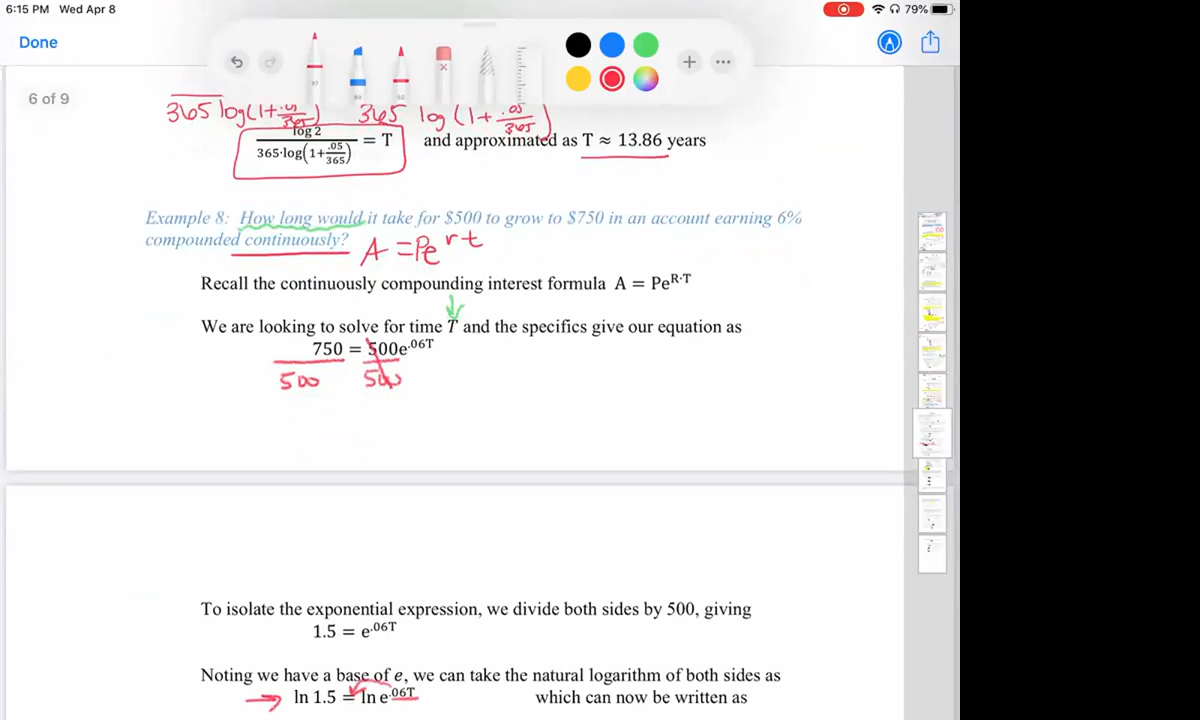 6:15 PM Wed Apr 8
79%
Done
6 of 9
365 log(1+.05/365) 365 log(1+.05/365)
log 2
365·log(1+.05/365) = T and approximated as T ≈ 13.86 years
Example 8: How long would it take for $500 to grow to $750 in an account earning 6%
compounded continuously? A = Pe^rt
Recall the continuously compounding interest formula A = Pe^R·T
We are looking to solve for time T and the specifics give our equation as
750 = 500e^.06T
500 500
To isolate the exponential expression, we divide both sides by 500, giving
1.5 = e^.06T
Noting we have a base of e, we can take the natural logarithm of both sides as
ln 1.5 = ln e^.06T which can now be written as